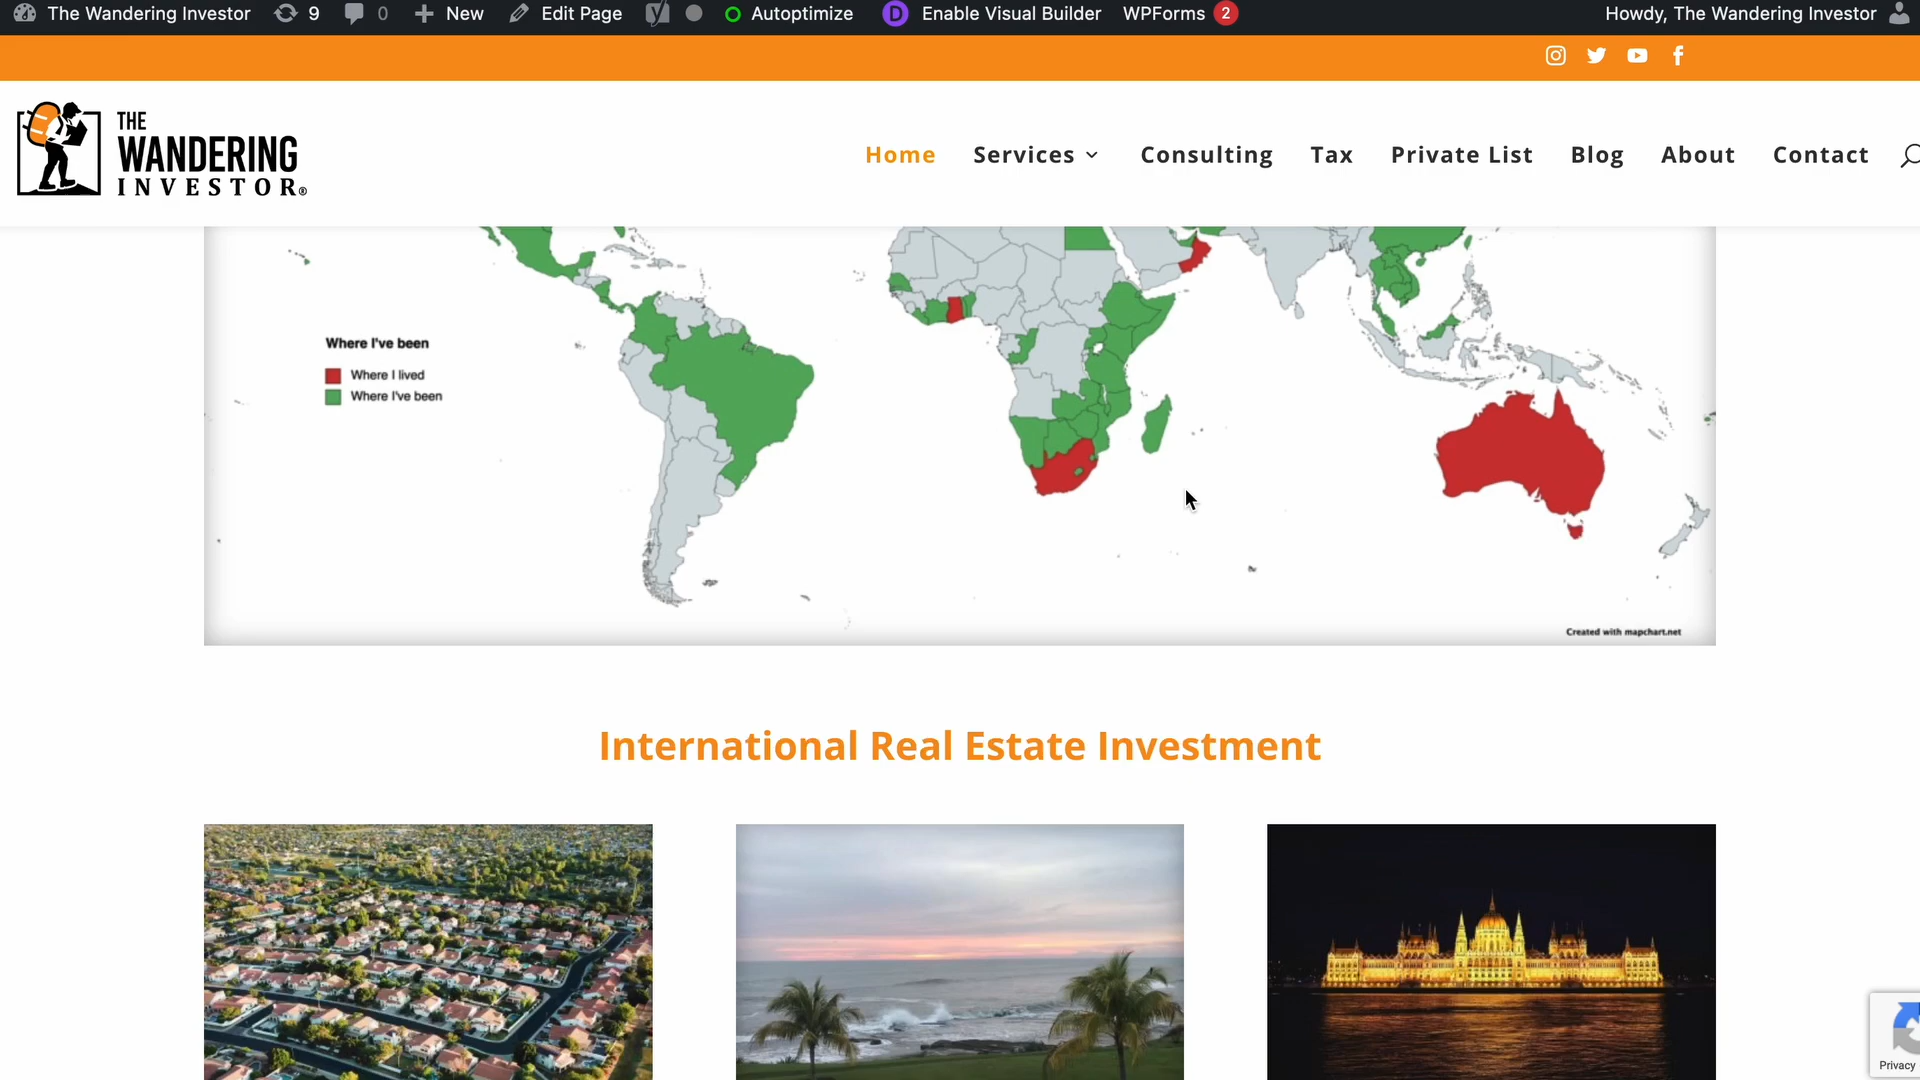 The Wandering Investor 9 0 New Edit Page Autoptimize D Enable Visual Builder WPForms 2 Howdy, The Wandering Investor
THE
WANDERING
INVESTOR®
Home Services Consulting Tax Private List Blog About Contact
Where I've been
Where I lived
Where I've been
Created with mapchart.net
International Real Estate Investment
Privacy